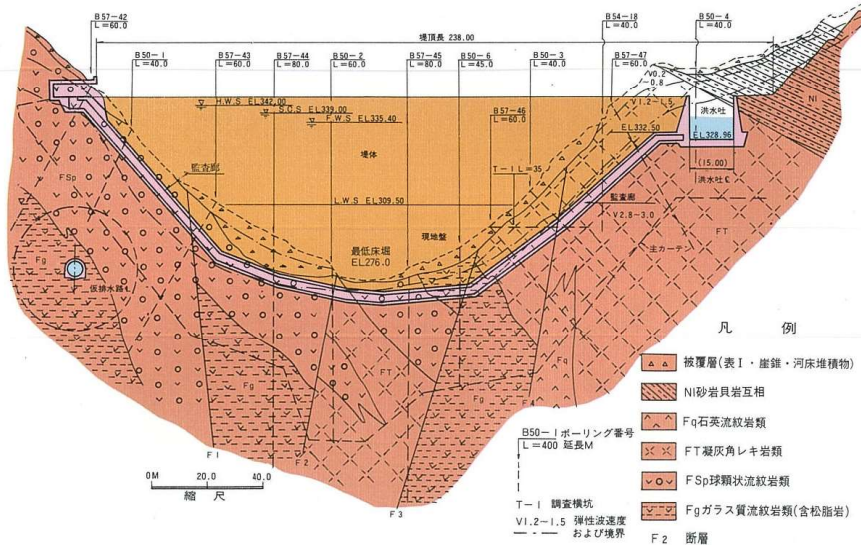 B57-42
L=60.0
堤頂長 238.00
B54-18
L=40.0
B50-4
L=40.0
B50-1
L=40.0
B57-43
L=60.0
B57-44
L=80.0
B50-2
L=60.0
B57-45
L=80.0
B50-6
L=45.0
B50-3
L=40.0
B57-47
L=60.0
V0.2
~0.8
H.W.S EL342.00
S.C.S EL339.00
F.W.S EL335.40
B57-46
L=60.0
V1.2~1.5
洪水吐
Nl
EL332.50
EL328.96
堤体
監査廊
T-1 L=35
(15.00)
洪水吐℄
FSp
L.W.S EL309.50
現地盤
監査廊
V2.8~3.0
FT
主カーテン
最低床堀
EL276.0
Fg
仮排水路
FT
Fq
Fg
Fg
F4
F1
F2
F3
0M 20.0 40.0
縮尺
B50-1 ボーリング番号
L=400 延長M
T-1 調査横坑
V1.2~1.5 弾性波速度
および境界
凡例
被覆層(表I・崖錐・河床堆積物)
Nl砂岩貝岩互相
Fq石英流紋岩類
FT凝灰角レキ岩類
FSp球顆状流紋岩類
Fgガラス質流紋岩類(含松脂岩)
F2 断層